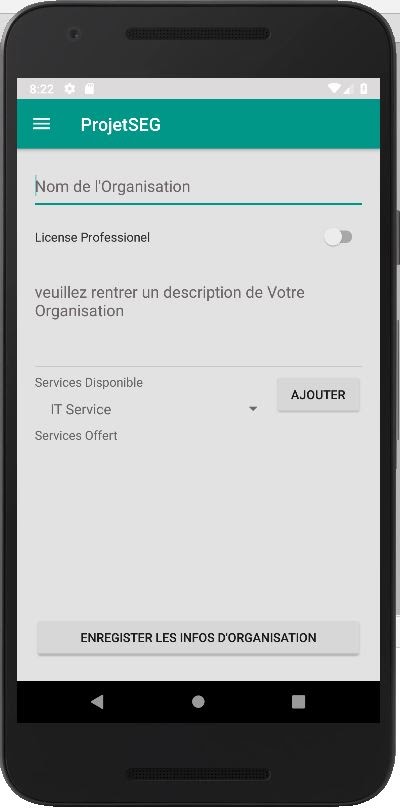 8:22
ProjetSEG
Nom de l'Organisation
License Professionel
veuillez rentrer un description de Votre
Organisation
Services Disponible
IT Service
AJOUTER
Services Offert
ENREGISTER LES INFOS D'ORGANISATION